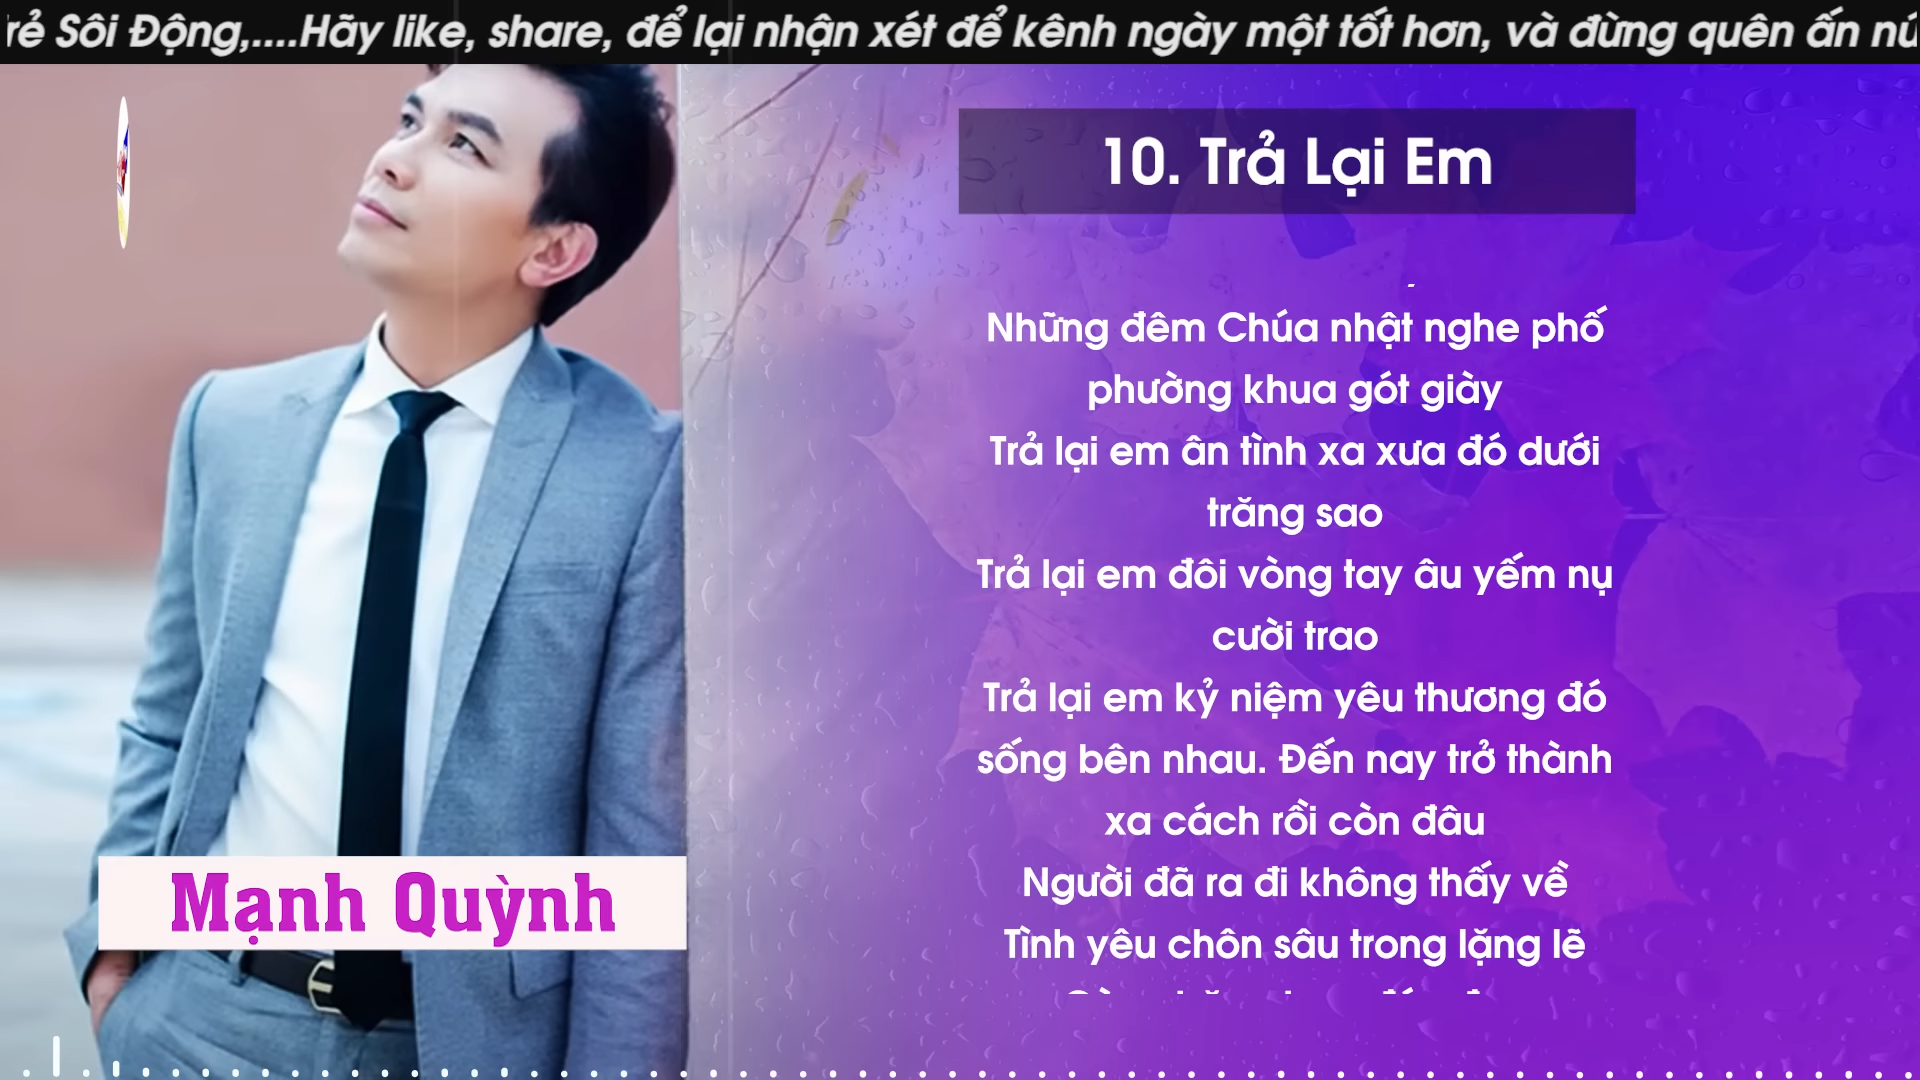 Sôi Động,....Hãy like, share, để lại nhận xét để kênh ngày một tốt hơn, và đừng quên ấn
10. Trả Lại Em
Những đêm Chúa nhật nghe phố
phường khua gót giày
Trả lại em ân tình xa xưa đó dưới
trăng sao
Trả lại em đôi vòng tay âu yếm nụ
cười trao
Trả lại em kỷ niệm yêu thương đó
sống bên nhau. Đến nay trở thành
xa cách rồi còn đâu
Người đã ra đi không thấy về
Tình yêu chôn sâu trong lặng lẽ
Mạnh Quỳnh